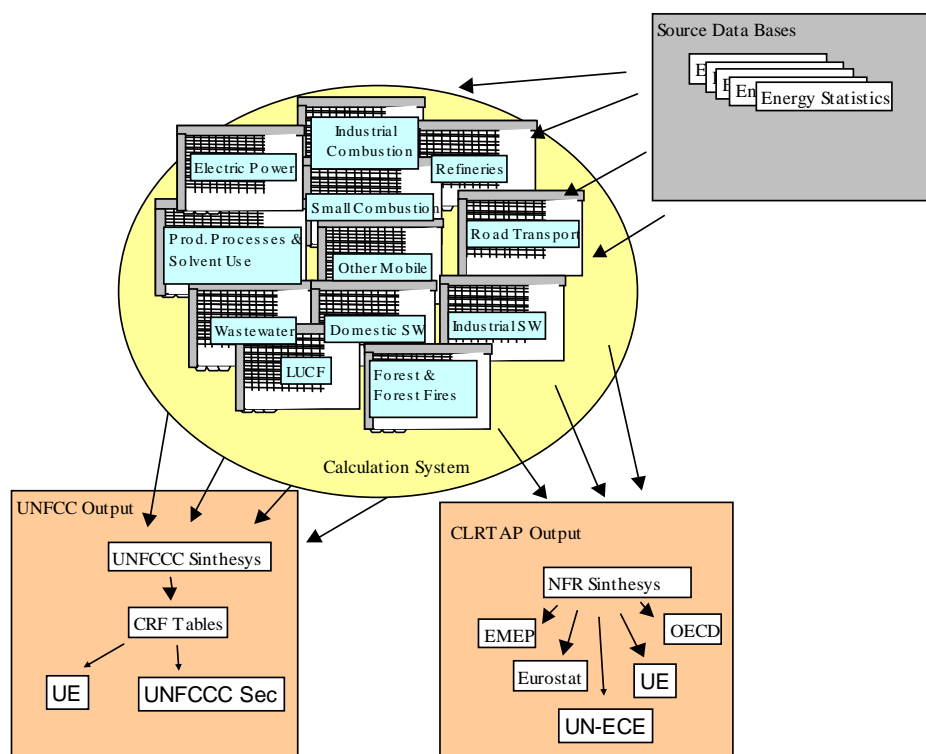 Source Data Bases
E
E
En
Energy Statistics
Industrial
Combustion
Electric Power
Refineries
Small Combustion
Road Transport
Prod. Processes &
Solvent Use
Other Mobile
Wastewater
Domestic SW
Industrial SW
LUCF
Forest &
Forest Fires
Calculation System
UNFCC Output
UNFCCC Sinthesys
CRF Tables
UE
UNFCCC Sec
CLRTAP Output
NFR Sinthesys
EMEP
OECD
Eurostat
UE
UN-ECE